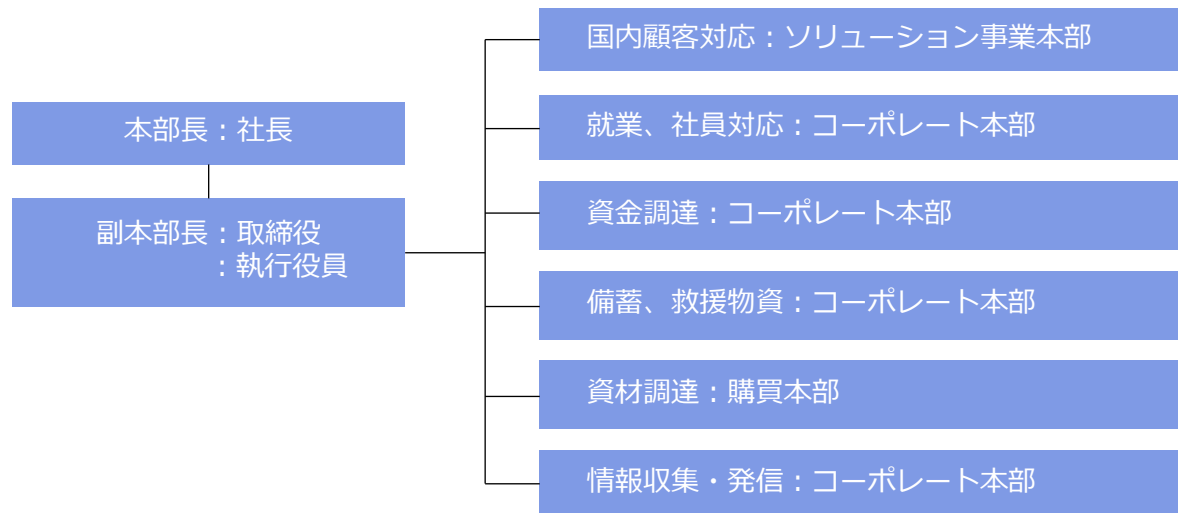 本部長：社長
副本部長：取締役
：執行役員
国内顧客対応：ソリューション事業本部
就業、社員対応：コーポレート本部
資金調達：コーポレート本部
備蓄、救援物資：コーポレート本部
資材調達：購買本部
情報収集・発信：コーポレート本部